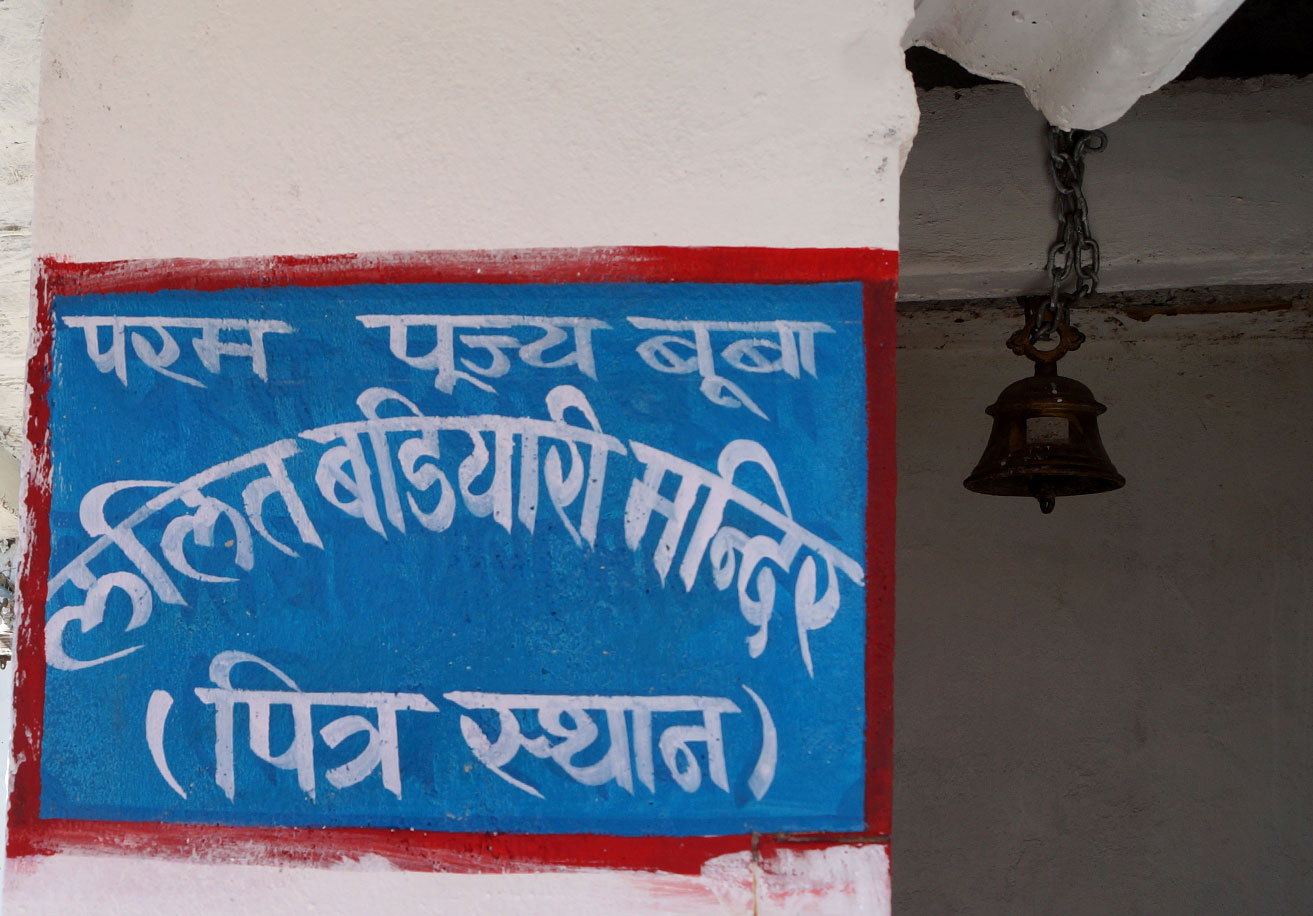 परम पूज्य बूबा
ललित बडियारी मन्दिर
(पित्र स्थान)